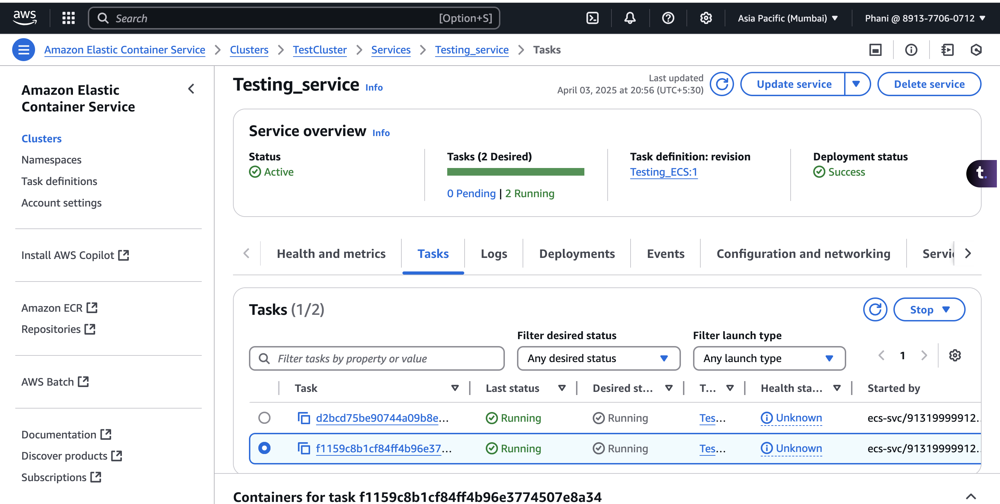 aws
Search [Option+S]
Asia Pacific (Mumbai)
Phani @ 8913-7706-0712
Amazon Elastic Container Service
Clusters
TestCluster
Services
Testing_service
Tasks
Amazon Elastic
Container Service
Clusters
Namespaces
Task definitions
Account settings
Install AWS Copilot
Amazon ECR
Repositories
AWS Batch
Documentation
Discover products
Subscriptions
Testing_service Info
Last updated
April 03, 2025 at 20:56 (UTC+5:30)
Update service
Delete service
Service overview Info
Status
Active
Tasks (2 Desired)
0 Pending | 2 Running
Task definition: revision
Testing_ECS:1
Deployment status
Success
t.
Health and metrics
Tasks
Logs
Deployments
Events
Configuration and networking
Servi
Tasks (1/2)
Stop
Filter desired status
Filter launch type
Filter tasks by property or value
Any desired status
Any launch type
1
Task Last status Desired st... T... Health sta... Started by
d2bcd75be90744a09b8e... Running Running Tes... Unknown ecs-svc/91319999912..
f1159c8b1cf84ff4b96e37... Running Running Tes... Unknown ecs-svc/91319999912..
Containers for task f1159c8b1cf84ff4b96e3774507e8a34